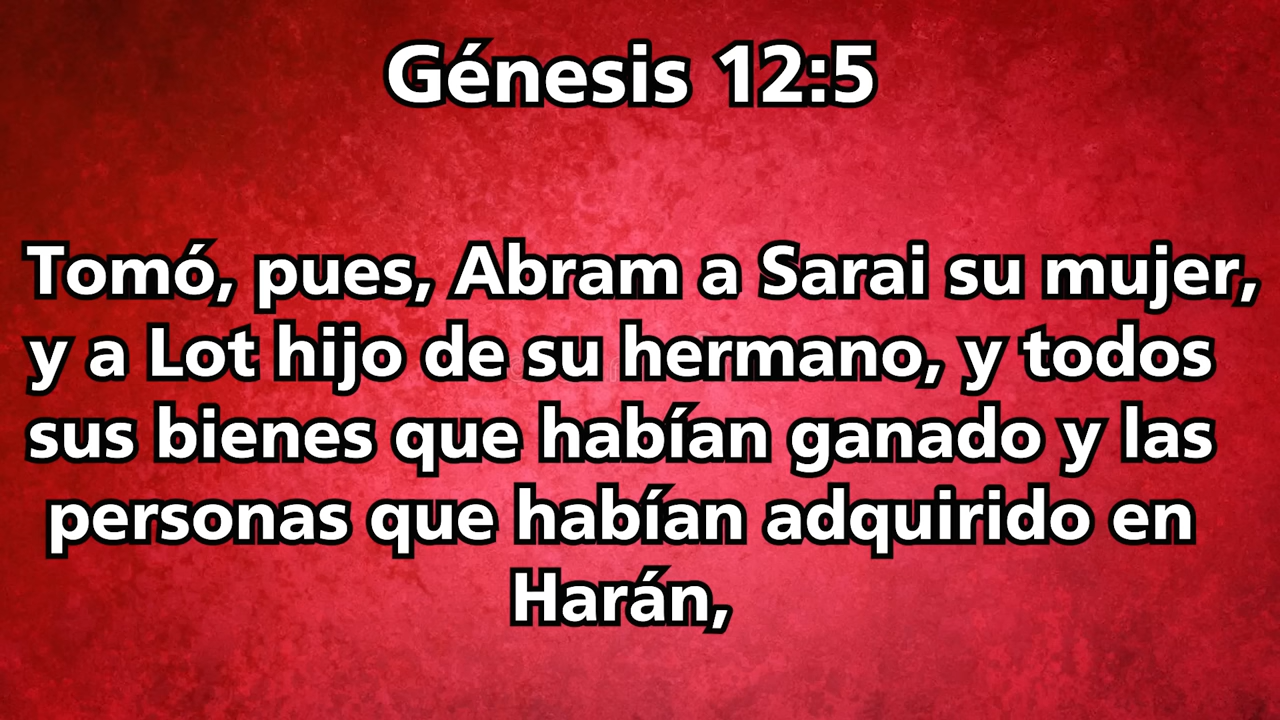 Génesis 12:5
Tomó, pues, Abram a Sarai su mujer,
y a Lot hijo de su hermano, y todos
sus bienes que habían ganado y las
personas que habían adquirido en
Harán,